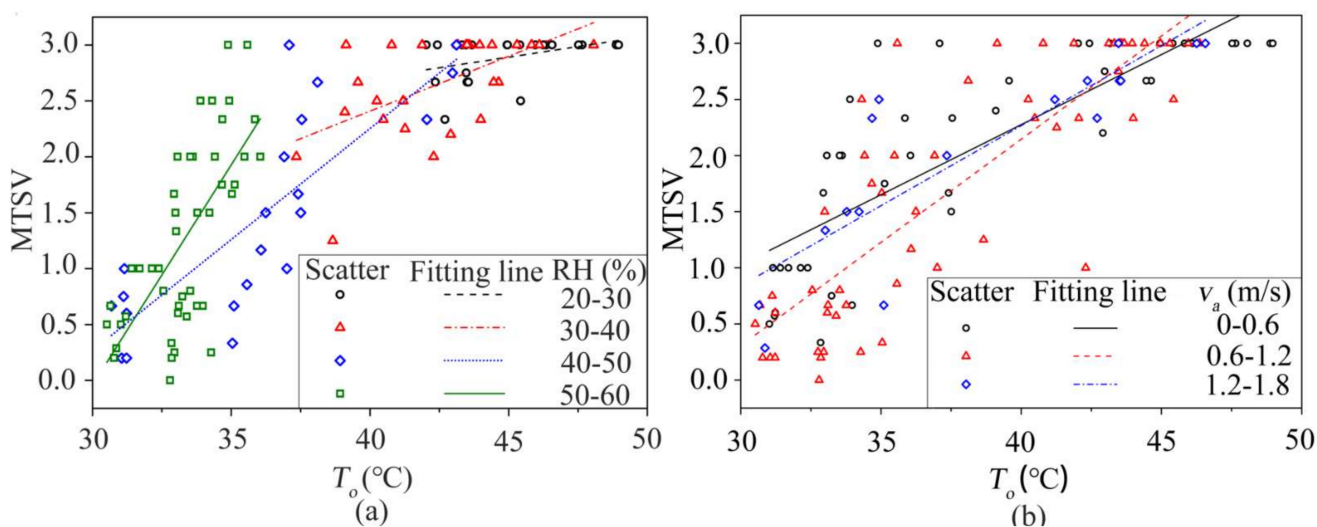 3.0
2.5
2.0
1.5
1.0
0.5
0.0
MTSV
Scatter Fitting line RH (%)
20-30
30-40
40-50
50-60
30 35 40 45 50
To (°C)
(a)
3.0
2.5
2.0
1.5
1.0
0.5
0.0
MTSV
Scatter Fitting line va (m/s)
0-0.6
0.6-1.2
1.2-1.8
30 35 40 45 50
To (°C)
(b)